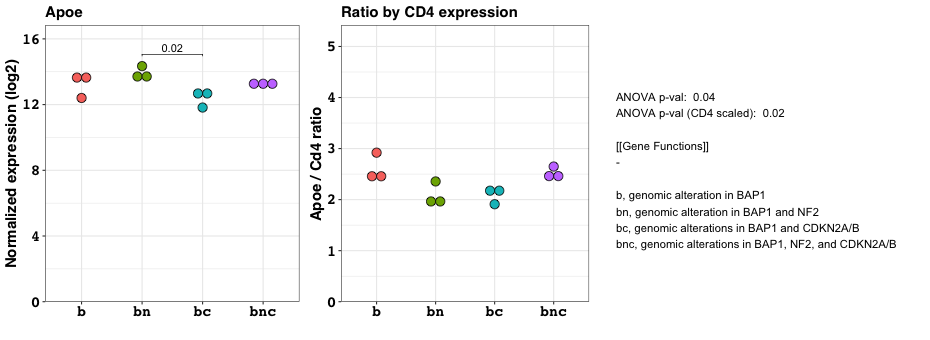 Apoe
Normalized expression (log2)
16
12
8
4
0
0.02
b
bn
bc
bnc
Ratio by CD4 expression
Apoe / Cd4 ratio
5
4
3
2
1
0
b
bn
bc
bnc
ANOVA p-val:  0.04
ANOVA p-val (CD4 scaled):  0.02
[[Gene Functions]]
-
b, genomic alteration in BAP1
bn, genomic alteration in BAP1 and NF2
bc, genomic alterations in BAP1 and CDKN2A/B
bnc, genomic alterations in BAP1, NF2, and CDKN2A/B